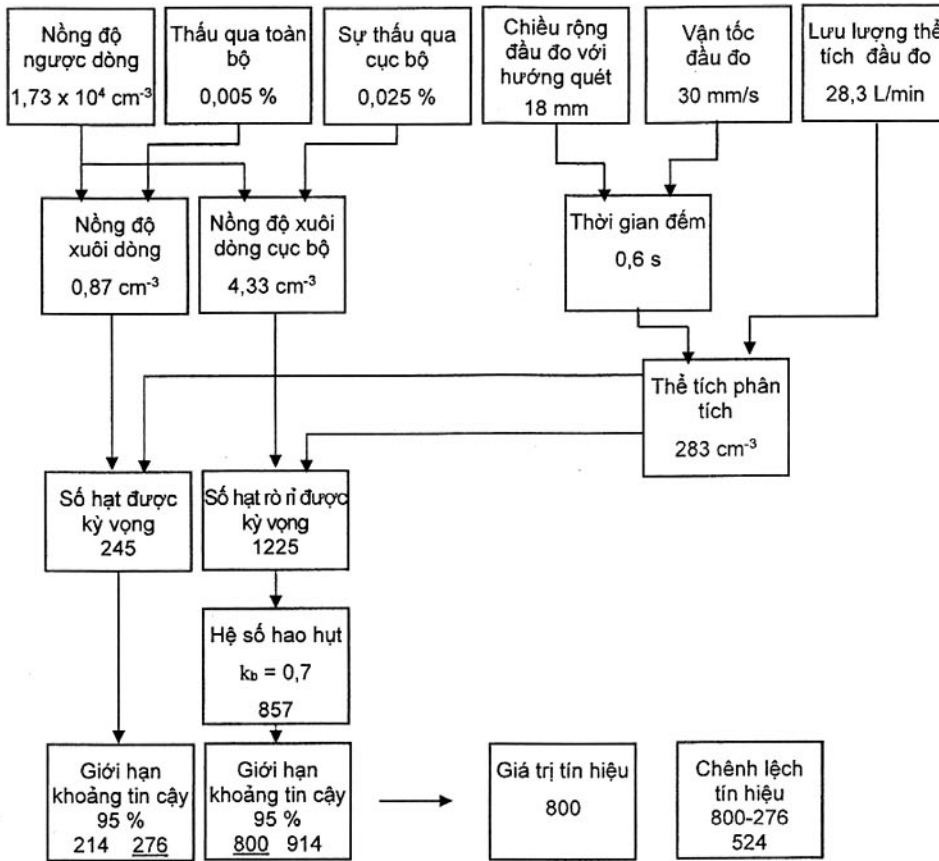 Nồng độ
ngược dòng
1,73 x 10⁴ cm⁻³
Thấu qua toàn
bộ
0,005 %
Sự thấu qua
cục bộ
0,025 %
Chiều rộng
đầu đo với
hướng quét
18 mm
Vận tốc
đầu đo
30 mm/s
Lưu lượng thể
tích đầu đo
28,3 L/min
Nồng độ
xuôi dòng
0,87 cm⁻³
Nồng độ xuôi
dòng cục bộ
4,33 cm⁻³
Thời gian đếm
0,6 s
Thể tích phân
tích
283 cm⁻³
Số hạt được
kỳ vọng
245
Số hạt rò rỉ được
kỳ vọng
1225
Hệ số hao hụt
kb = 0,7
857
Giới hạn
khoảng tin cậy
95 %
214 276
Giới hạn
khoảng tin cậy
95 %
800 914
Giá trị tín hiệu
800
Chênh lệch
tín hiệu
800-276
524